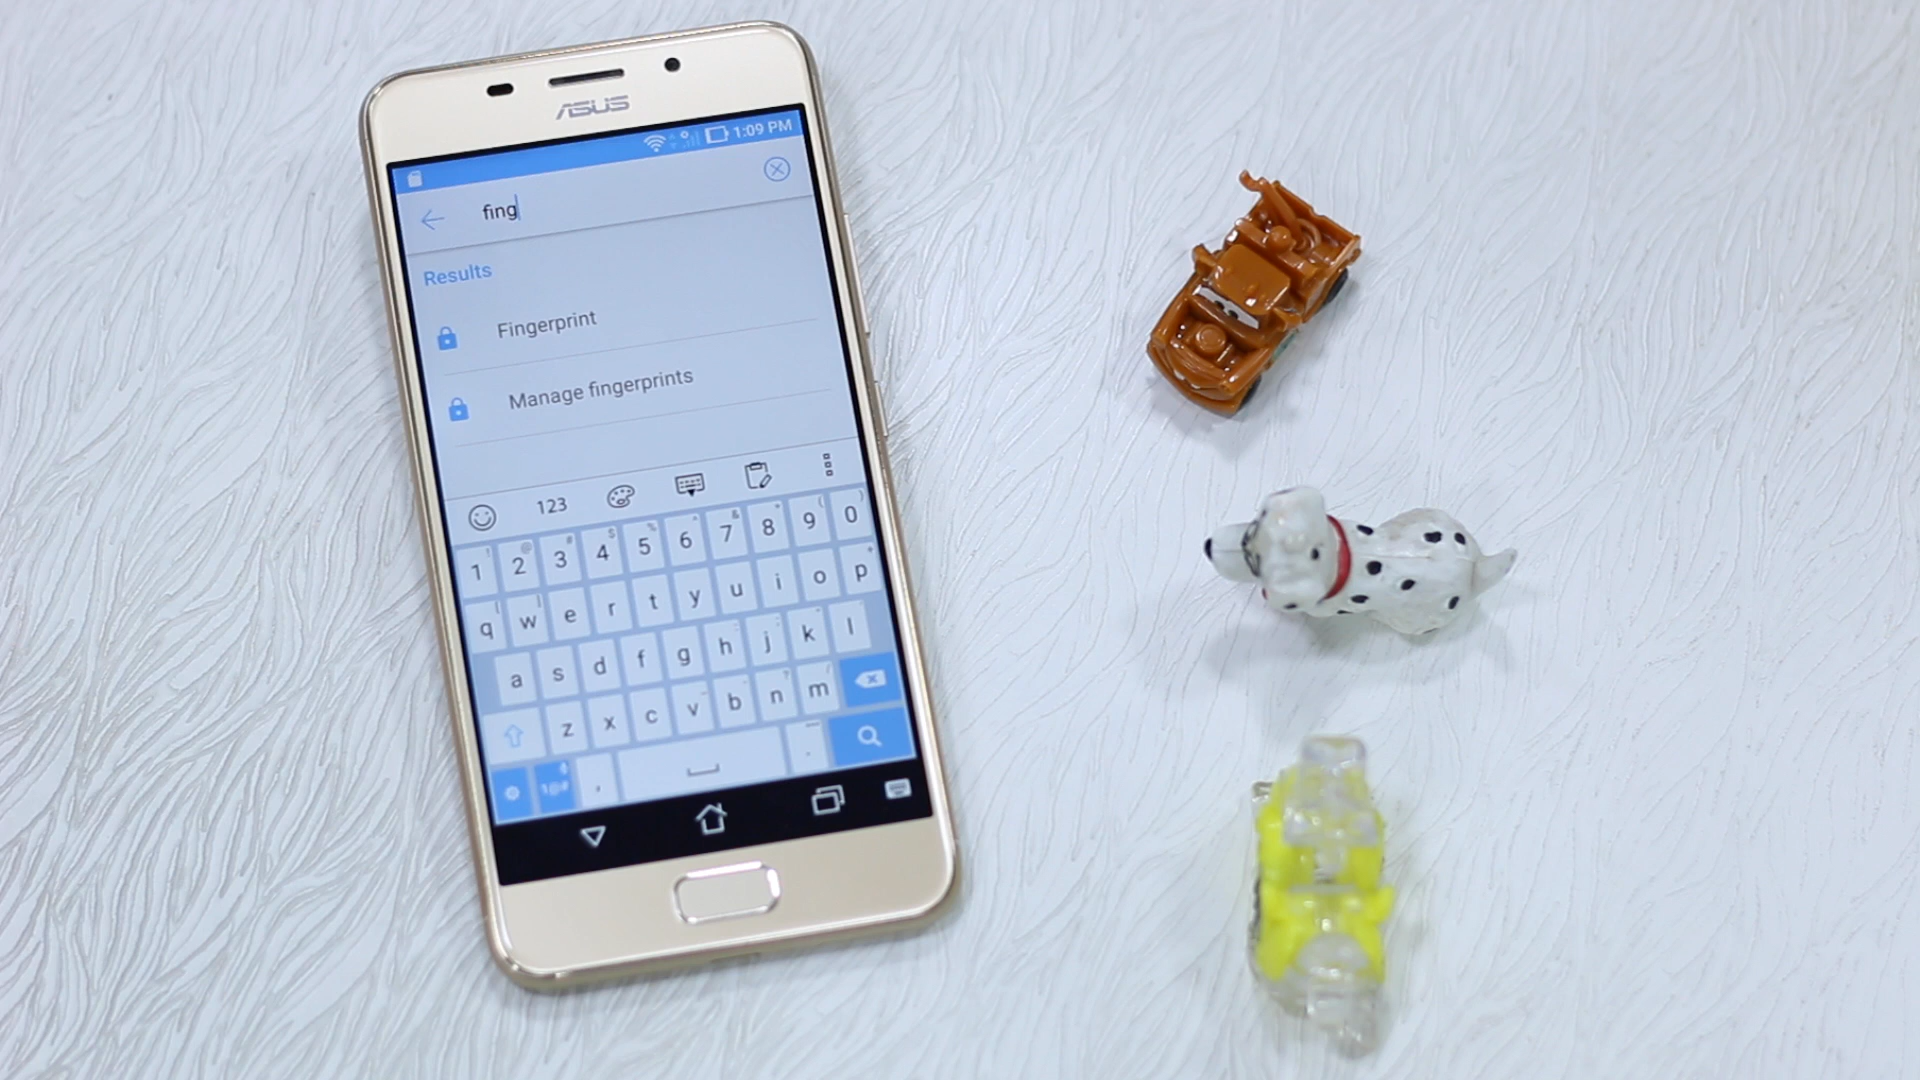 ASUS
1:09 PM
fing
Results
Fingerprint
Manage fingerprints
123
1 2 3 4 5 6 7 8 9 0
q w e r t y u i o p
a s d f g h j k l
z x c v b n m
1@# , .